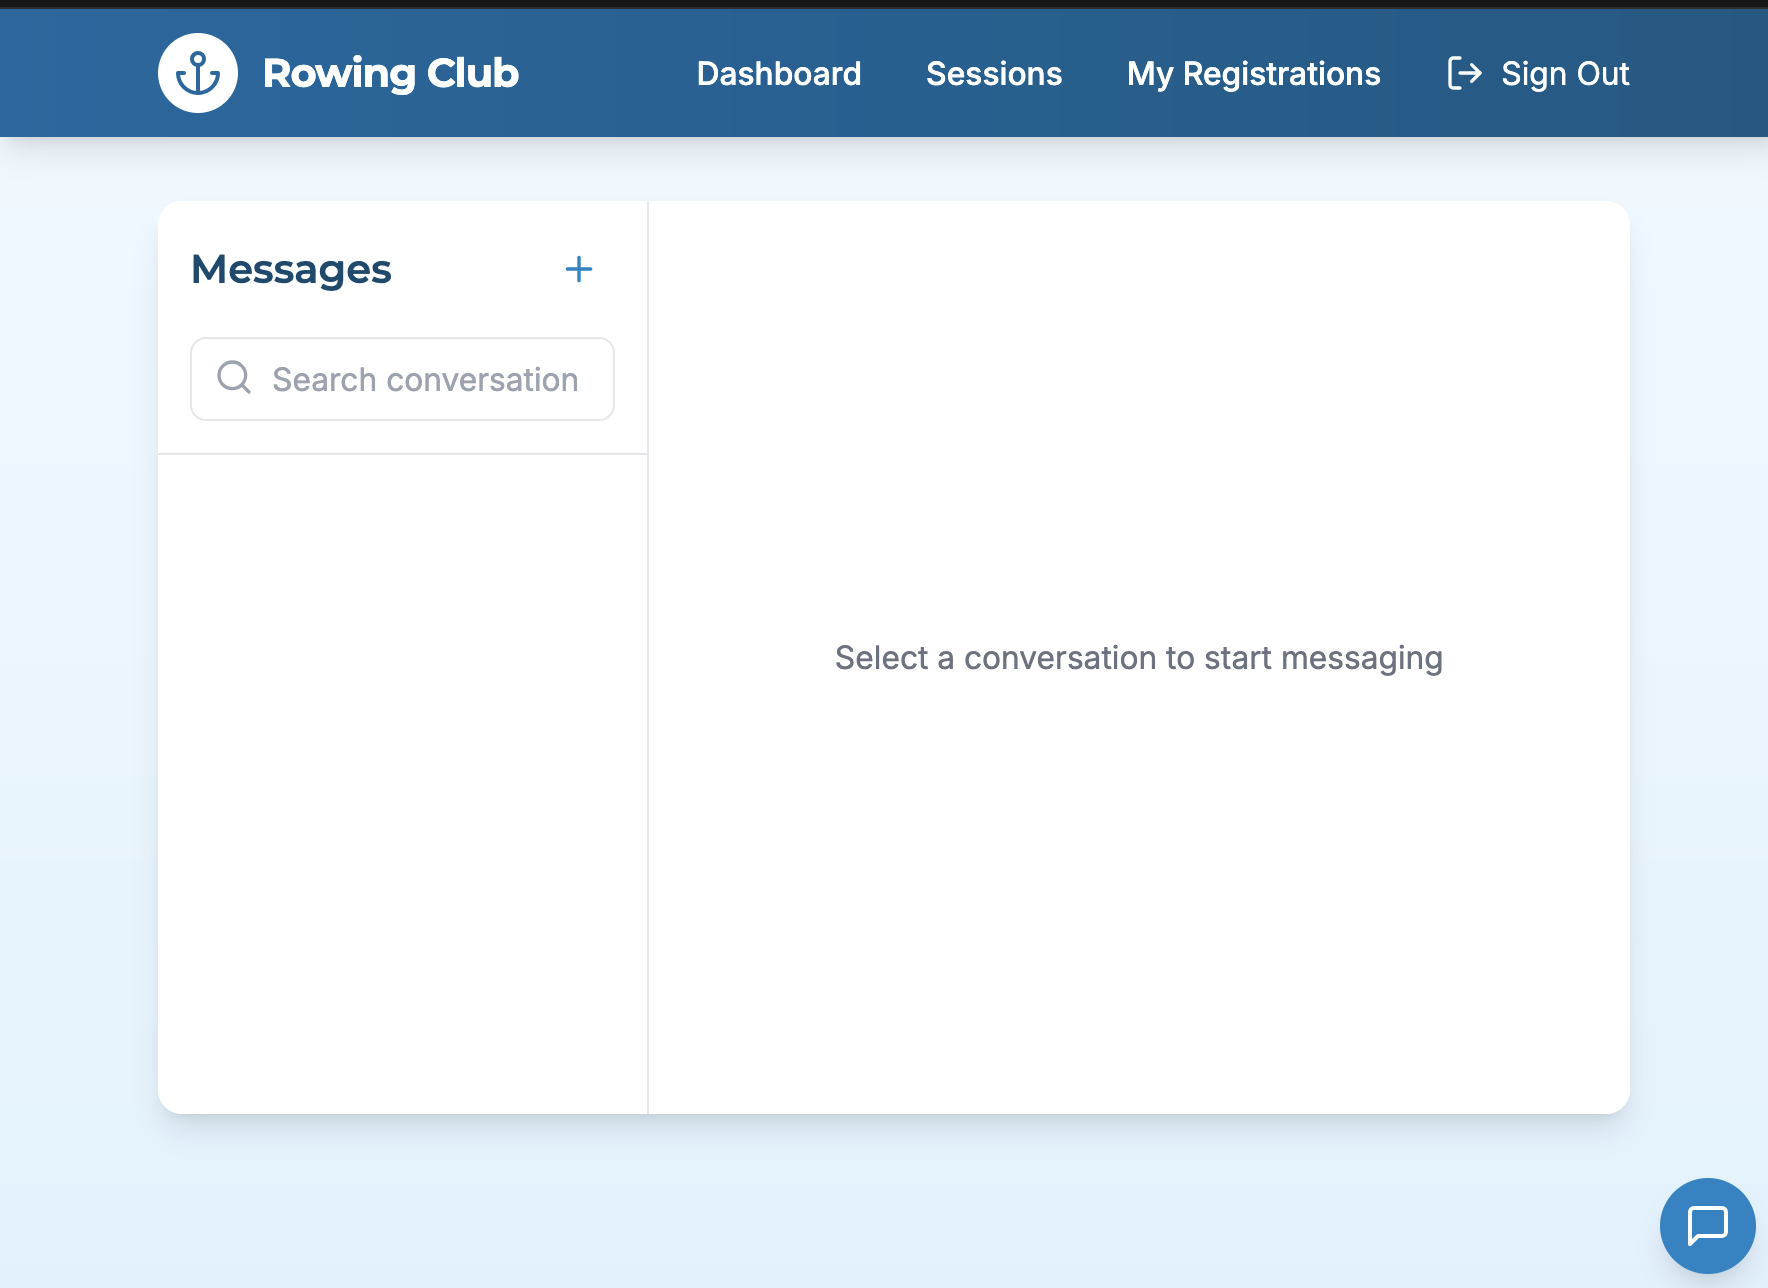 Rowing Club
Dashboard
Sessions
My Registrations
Sign Out
Messages
Search conversation
Select a conversation to start messaging